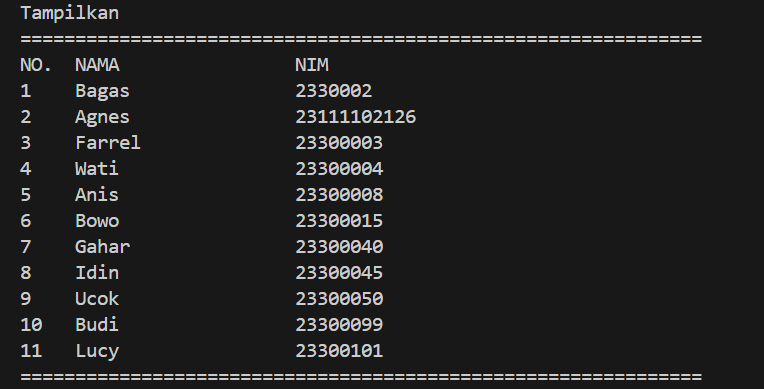 Tampilkan
==============================================================
NO.  NAMA                NIM
1    Bagas               2330002
2    Agnes               23111102126
3    Farrel              23300003
4    Wati                23300004
5    Anis                23300008
6    Bowo                23300015
7    Gahar               23300040
8    Idin                23300045
9    Ucok                23300050
10   Budi                23300099
11   Lucy                23300101
==============================================================